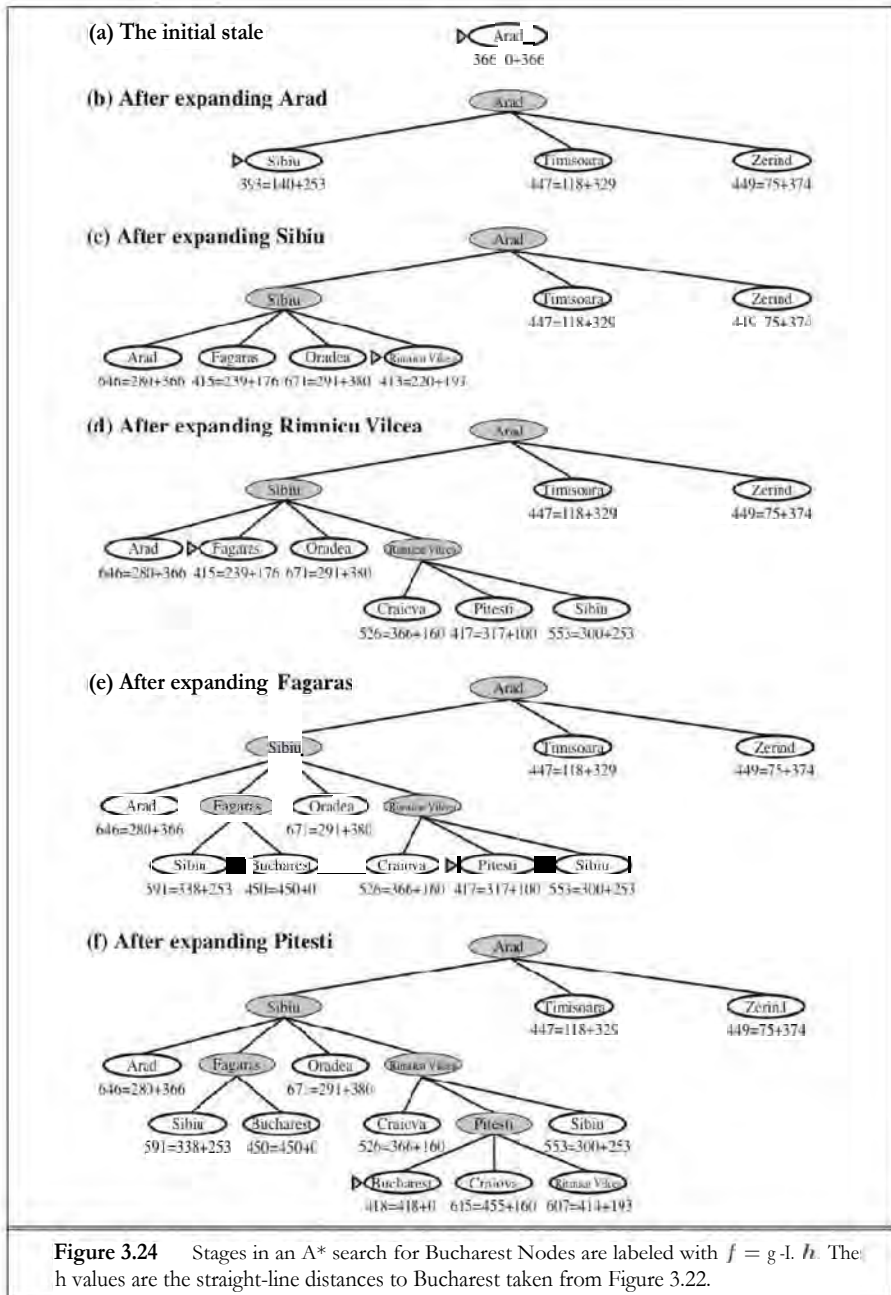 (a) The initial stale
Arad
366 0+366
(b) After expanding Arad
Arad
Sibiu Timisoara Zerind
393=140+253 447=118+329 449=75+374
(c) After expanding Sibiu
Arad
Sibiu Timisoara Zerind
447=118+329 75+374
Arad Fagaras Oradea Rimnicu Vilcea
646=280+366 415=239+176 671=291+380 413=220+193
(d) After expanding Rimnicu Vilcea
Arad
Sibiu Timisoara Zerind
447=118+329 449=75+374
Arad Fagaras Oradea Rimnicu Vilcea
646=280+366 415=239+176 671=291+380
Craiova Pitesti Sibiu
526=366+160 417=317+100 553=300+253
(e) After expanding Fagaras
Arad
Sibiu Timisoara Zerind
447=118+329 449=75+374
Arad Fagaras Oradea Rimnicu Vilcea
646=280+366 671=291+380
Sibiu Bucharest Craiova Pitesti Sibiu
591=338+253 450=450+0 526=366+160 417=317+100 553=300+253
(f) After expanding Pitesti
Arad
Sibiu Timisoara Zerind
447=118+329 449=75+374
Arad Fagaras Oradea Rimnicu Vilcea
646=280+366 671=291+380
Sibiu Bucharest Craiova Pitesti Sibiu
591=338+253 450=450+0 526=366+160 553=300+253
Bucharest Craiova Rimnicu Vilcea
418=418+0 615=455+160 607=414+193
Figure 3.24 Stages in an A* search for Bucharest Nodes are labeled with f = g -I. h. The
h values are the straight-line distances to Bucharest taken from Figure 3.22.